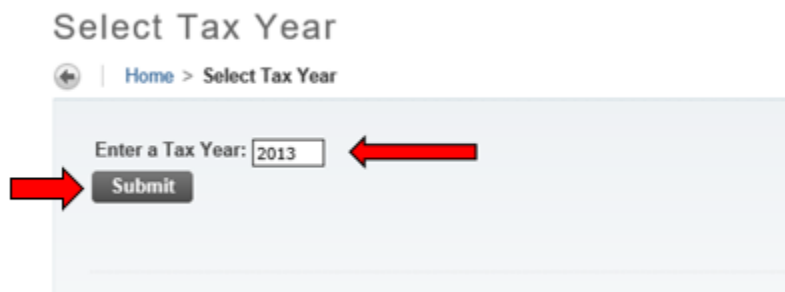 Select Tax Year
Home > Select Tax Year
Enter a Tax Year: 2013
Submit